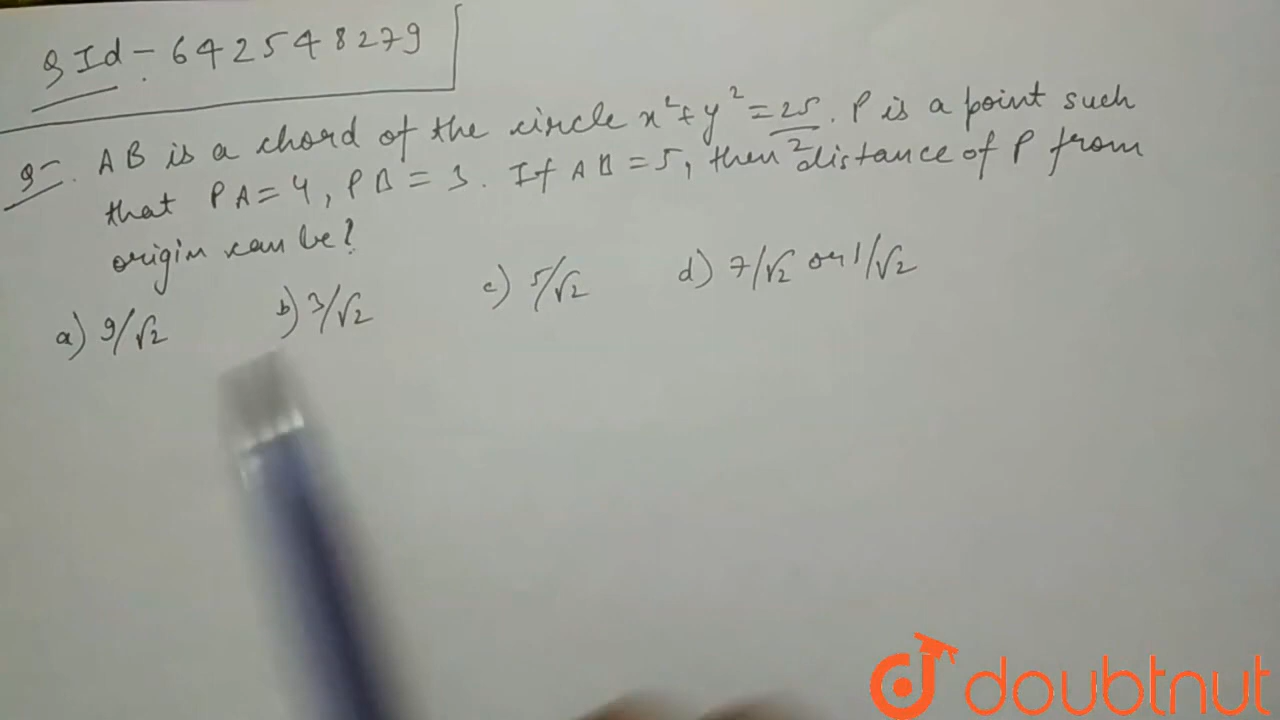 QId - 642548279
Q- AB is a chord of the circle x² + y² = 25/2. P is a point such
that PA = 4, PB = 3. If AB = 5, then distance of P from
origin can be?
a) 9/√2 b) 3/√2 c) 5/√2 d) 7/√2 or 1/√2
doubtnut